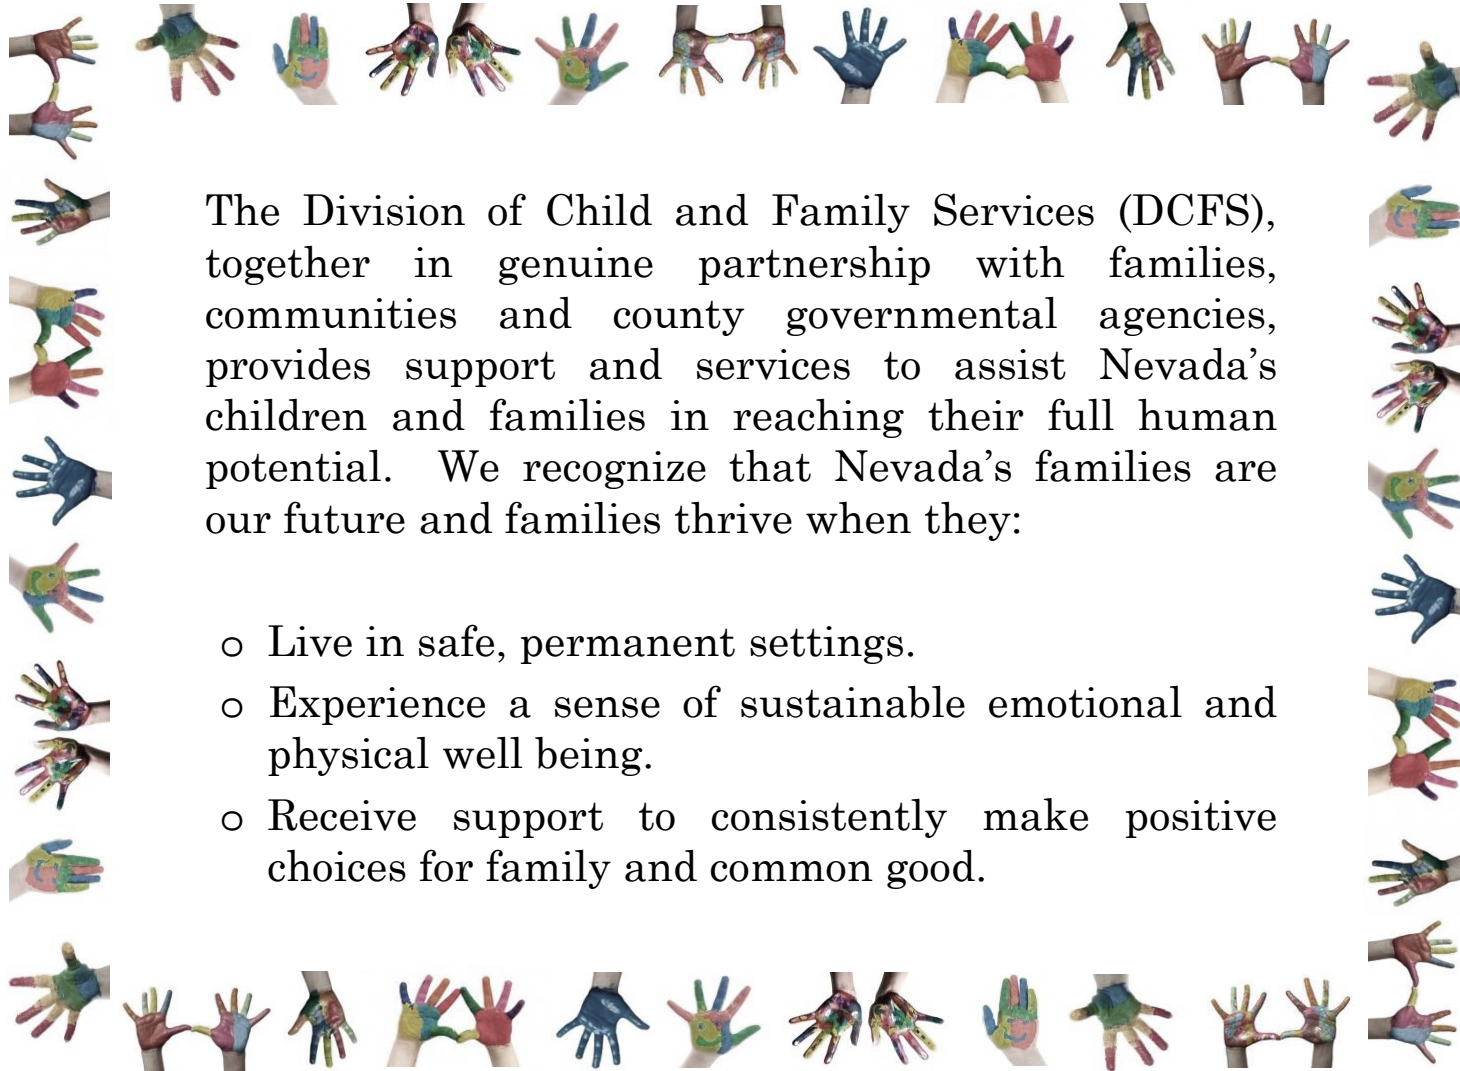 The Division of Child and Family Services (DCFS),
together in genuine partnership with families,
communities and county governmental agencies,
provides support and services to assist Nevada’s
children and families in reaching their full human
potential. We recognize that Nevada’s families are
our future and families thrive when they:
o Live in safe, permanent settings.
o Experience a sense of sustainable emotional and
physical well being.
o Receive support to consistently make positive
choices for family and common good.